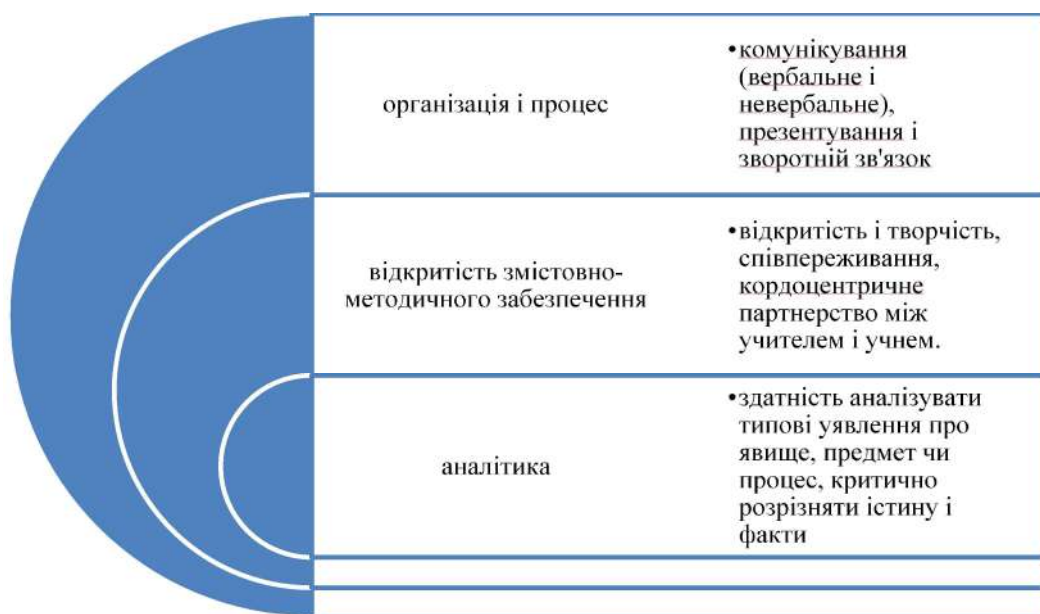 організація і процес
•комунікування
(вербальне і
невербальне),
презентування і
зворотній зв'язок
відкритість змістовно-
методичного забезпечення
•відкритість і творчість,
співпереживання,
кордоцентричне
партнерство між
учителем і учнем.
аналітика
•здатність аналізувати
типові уявлення про
явище, предмет чи
процес, критично
розрізняти істину і
факти